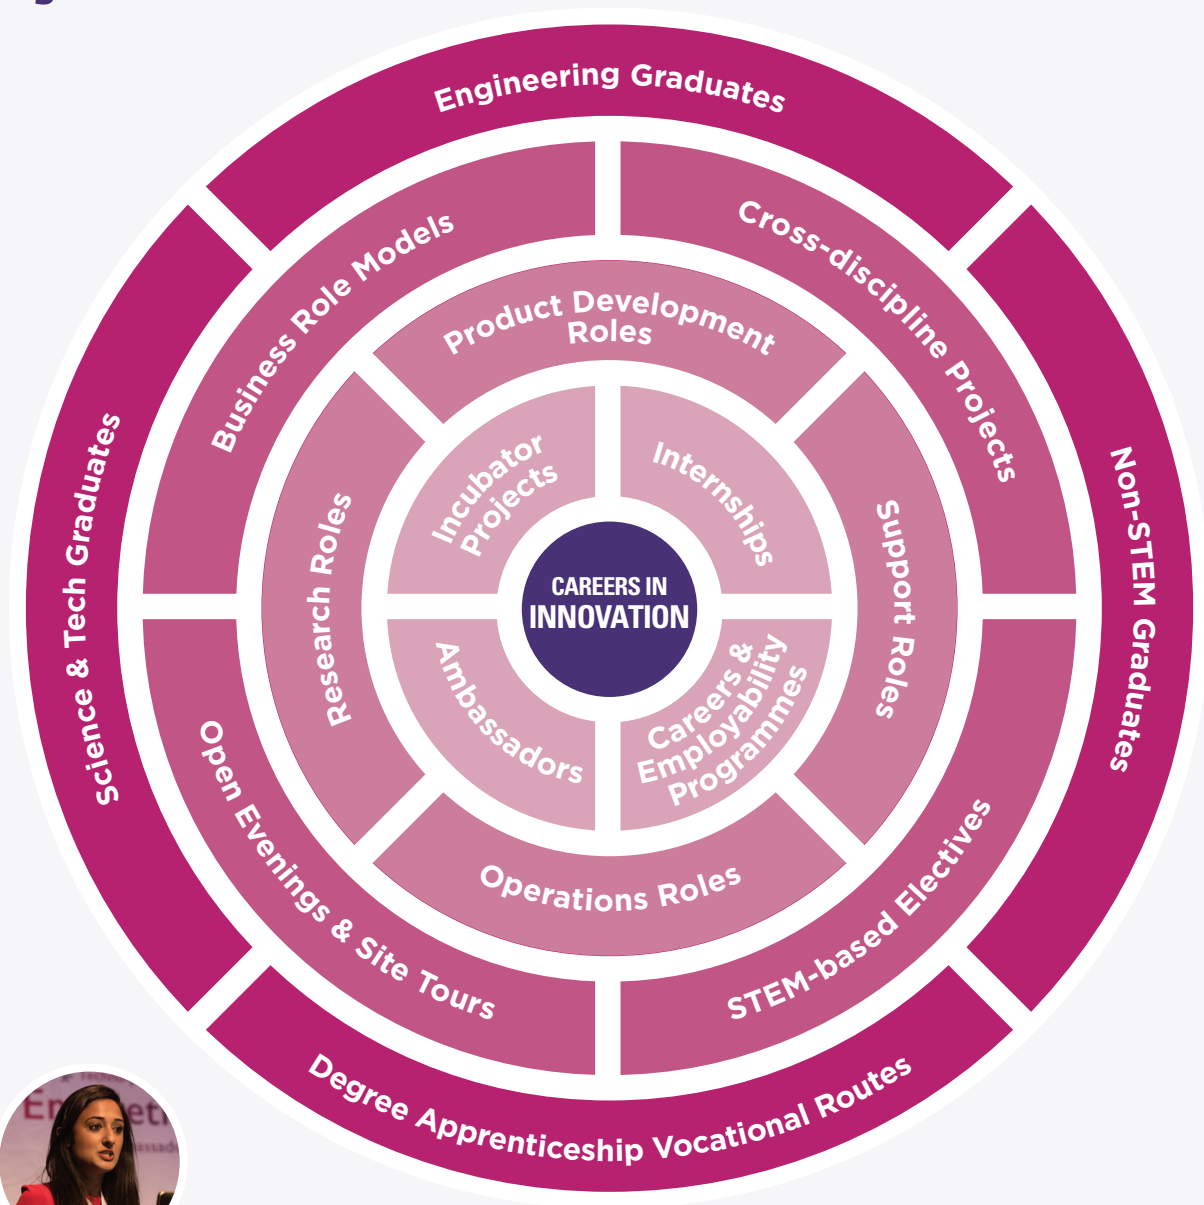 Engineering Graduates
Business Role Models
Cross-discipline Projects
Product Development
Roles
Incubator
Projects
Internships
Science & Tech Graduates
Research Roles
CAREERS IN
INNOVATION
Support Roles
Non-STEM Graduates
Ambassadors
Careers &
Employability
Programmes
Operations Roles
Open Evenings & Site Tours
STEM-based Electives
Degree Apprenticeship Vocational Routes